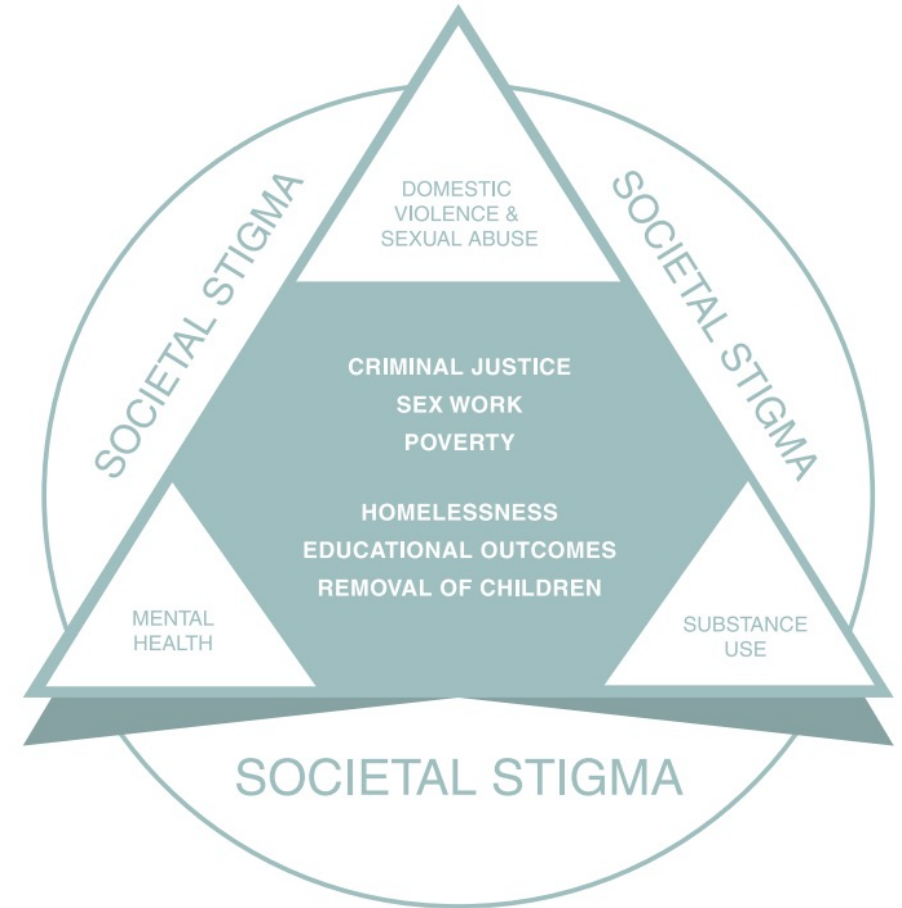 DOMESTIC
VIOLENCE &
SEXUAL ABUSE
SOCIETAL STIGMA
SOCIETAL STIGMA
CRIMINAL JUSTICE
SEX WORK
POVERTY
HOMELESSNESS
EDUCATIONAL OUTCOMES
REMOVAL OF CHILDREN
MENTAL
HEALTH
SUBSTANCE
USE
SOCIETAL STIGMA